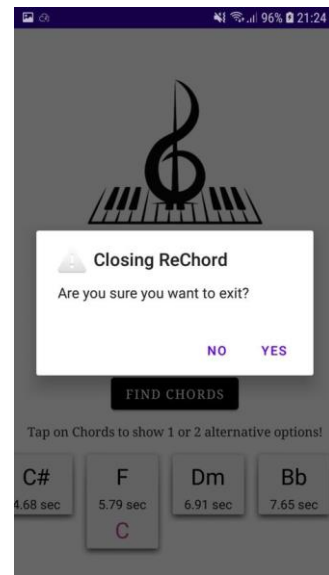 96% 21:24
Closing ReChord
Are you sure you want to exit?
NO YES
FIND CHORDS
Tap on Chords to show 1 or 2 alternative options!
C# F Dm Bb
4.68 sec 5.79 sec 6.91 sec 7.65 sec
C